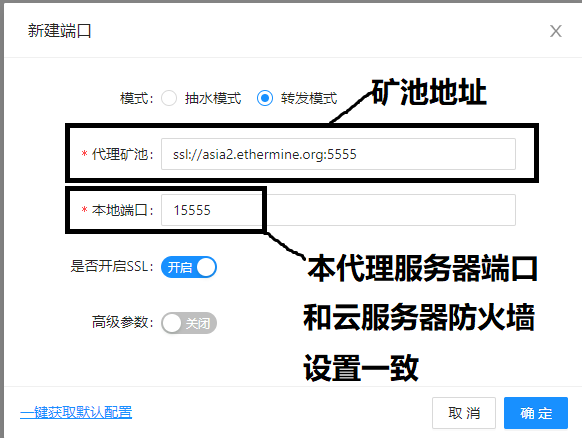 新建端口
模式: 抽水模式 转发模式
矿池地址
* 代理矿池: ssl://asia2.ethermine.org:5555
* 本地端口: 15555
是否开启SSL: 开启
本代理服务器端口
和云服务器防火墙
设置一致
高级参数: 关闭
一键获取默认配置 取 消 确 定